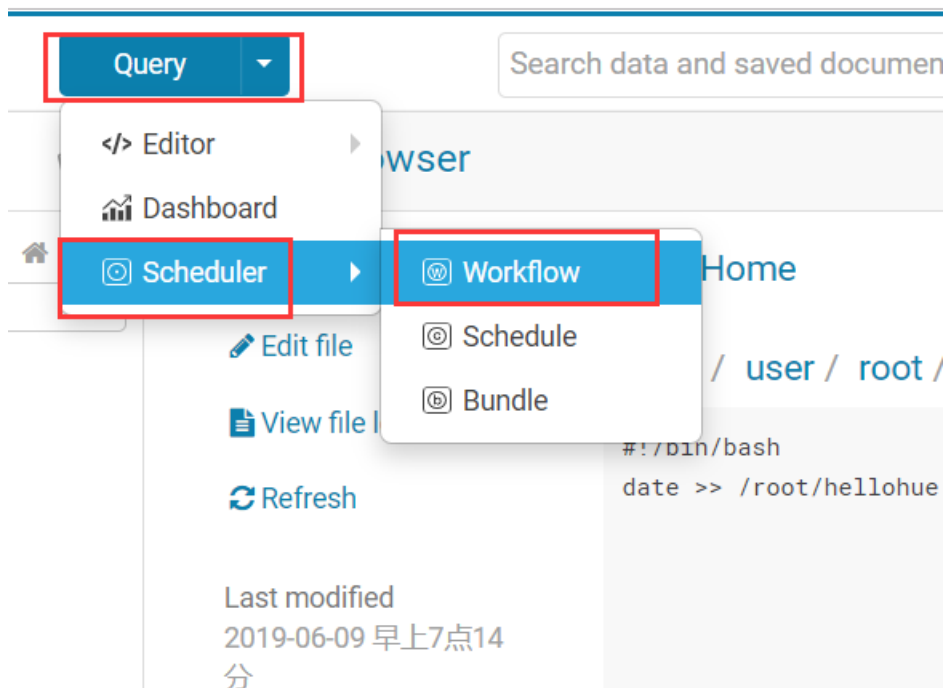 Query
Search data and saved documen
Editor
wser
Dashboard
Scheduler
Workflow
Home
Edit file
Schedule
/ user / root /
View file l
Bundle
#!/bin/bash
date >> /root/hellohue
Refresh
Last modified
2019-06-09 早上7点14
分